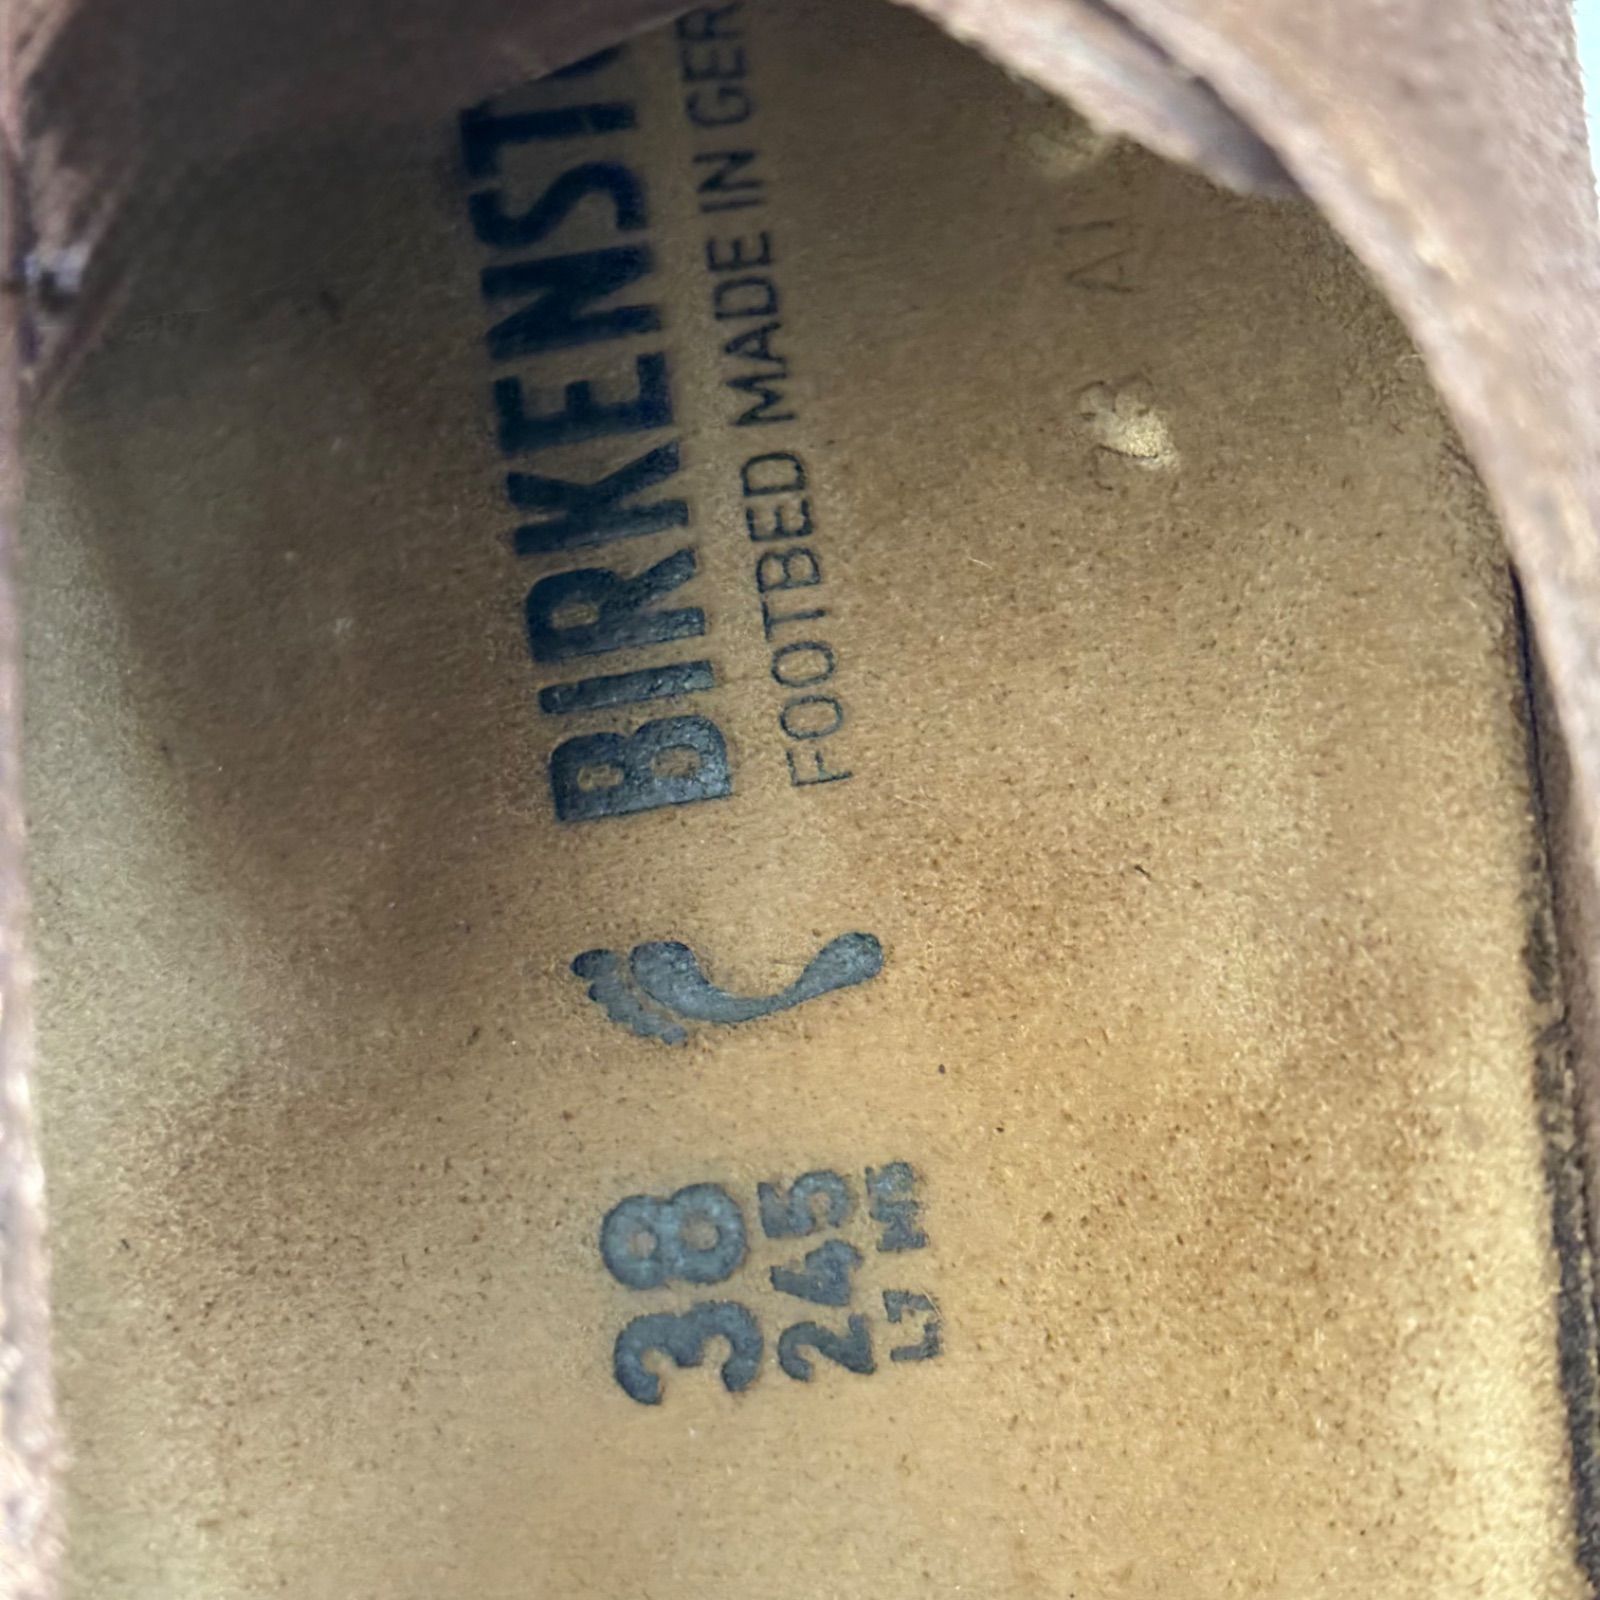 38
245
L7 M5
BIRKENST
FOOTBED MADE IN GER